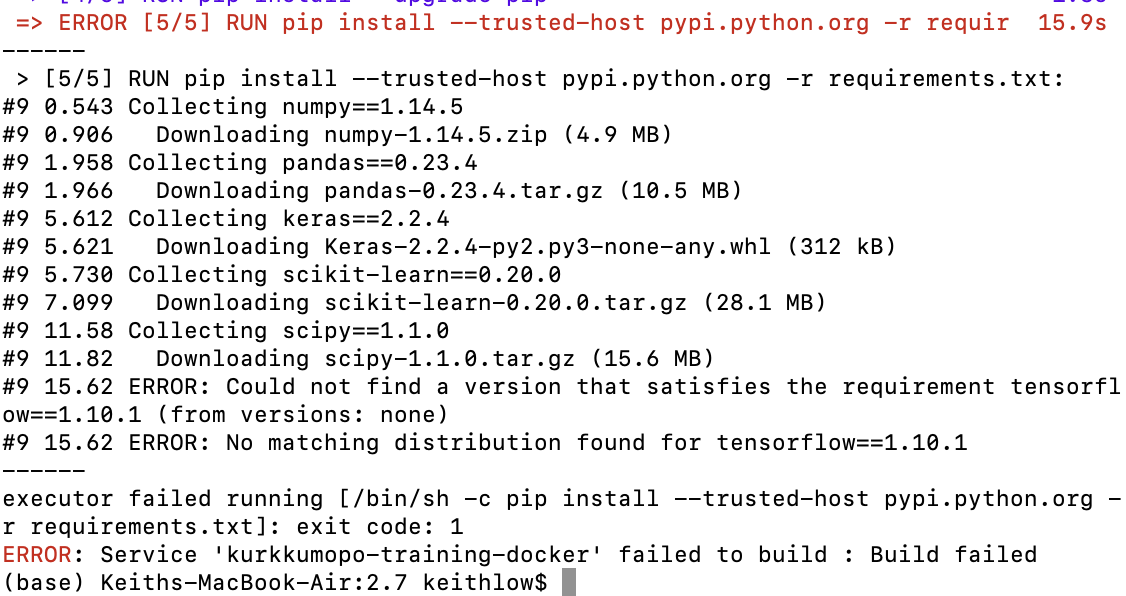 => ERROR [5/5] RUN pip install --trusted-host pypi.python.org -r requir 15.9s
------
> [5/5] RUN pip install --trusted-host pypi.python.org -r requirements.txt:
#9 0.543 Collecting numpy==1.14.5
#9 0.906   Downloading numpy-1.14.5.zip (4.9 MB)
#9 1.958 Collecting pandas==0.23.4
#9 1.966   Downloading pandas-0.23.4.tar.gz (10.5 MB)
#9 5.612 Collecting keras==2.2.4
#9 5.621   Downloading Keras-2.2.4-py2.py3-none-any.whl (312 kB)
#9 5.730 Collecting scikit-learn==0.20.0
#9 7.099   Downloading scikit-learn-0.20.0.tar.gz (28.1 MB)
#9 11.58 Collecting scipy==1.1.0
#9 11.82   Downloading scipy-1.1.0.tar.gz (15.6 MB)
#9 15.62 ERROR: Could not find a version that satisfies the requirement tensorfl
ow==1.10.1 (from versions: none)
#9 15.62 ERROR: No matching distribution found for tensorflow==1.10.1
------
executor failed running [/bin/sh -c pip install --trusted-host pypi.python.org -
r requirements.txt]: exit code: 1
ERROR: Service 'kurkkumopo-training-docker' failed to build : Build failed
(base) Keiths-MacBook-Air:2.7 keithlow$